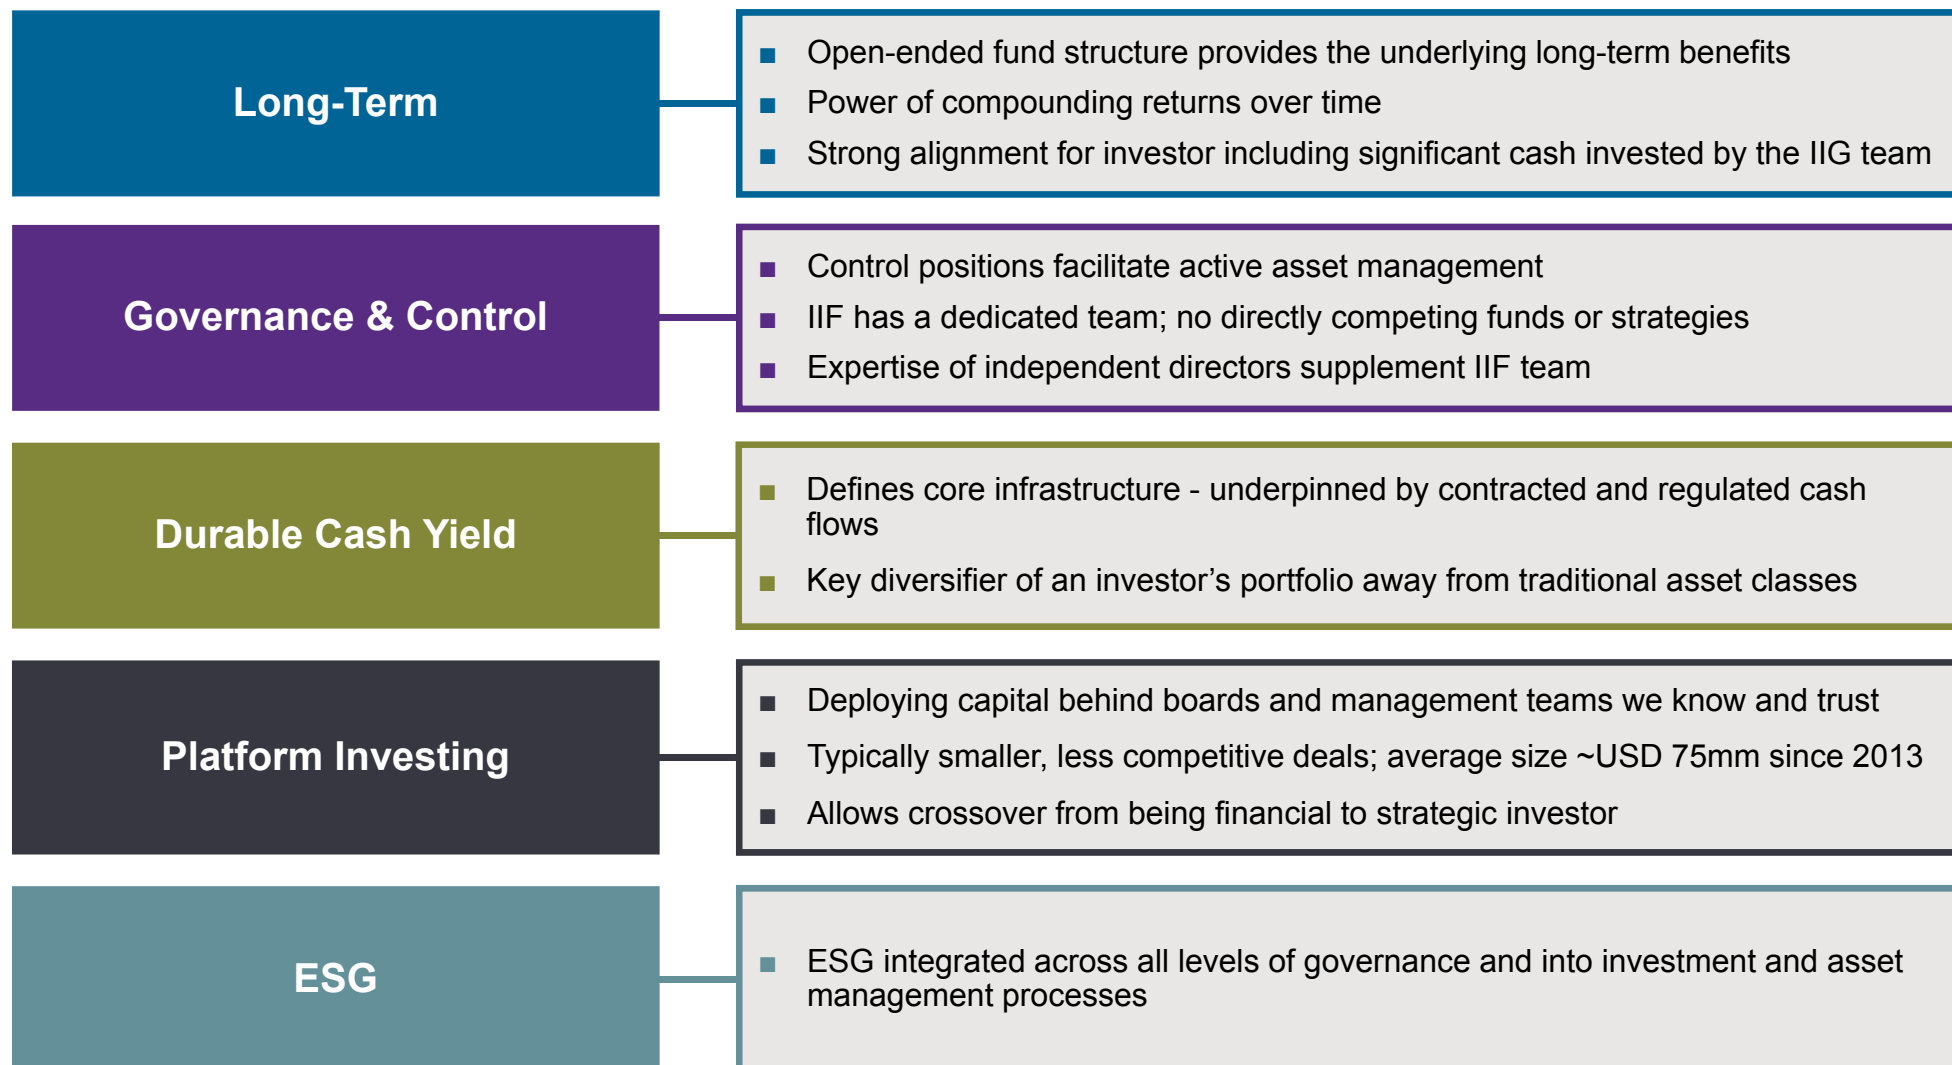 Long-Term
Open-ended fund structure provides the underlying long-term benefits
Power of compounding returns over time
Strong alignment for investor including significant cash invested by the IIG team
Governance & Control
Control positions facilitate active asset management
IIF has a dedicated team; no directly competing funds or strategies
Expertise of independent directors supplement IIF team
Durable Cash Yield
Defines core infrastructure - underpinned by contracted and regulated cash
flows
Key diversifier of an investor’s portfolio away from traditional asset classes
Platform Investing
Deploying capital behind boards and management teams we know and trust
Typically smaller, less competitive deals; average size ~USD 75mm since 2013
Allows crossover from being financial to strategic investor
ESG
ESG integrated across all levels of governance and into investment and asset
management processes